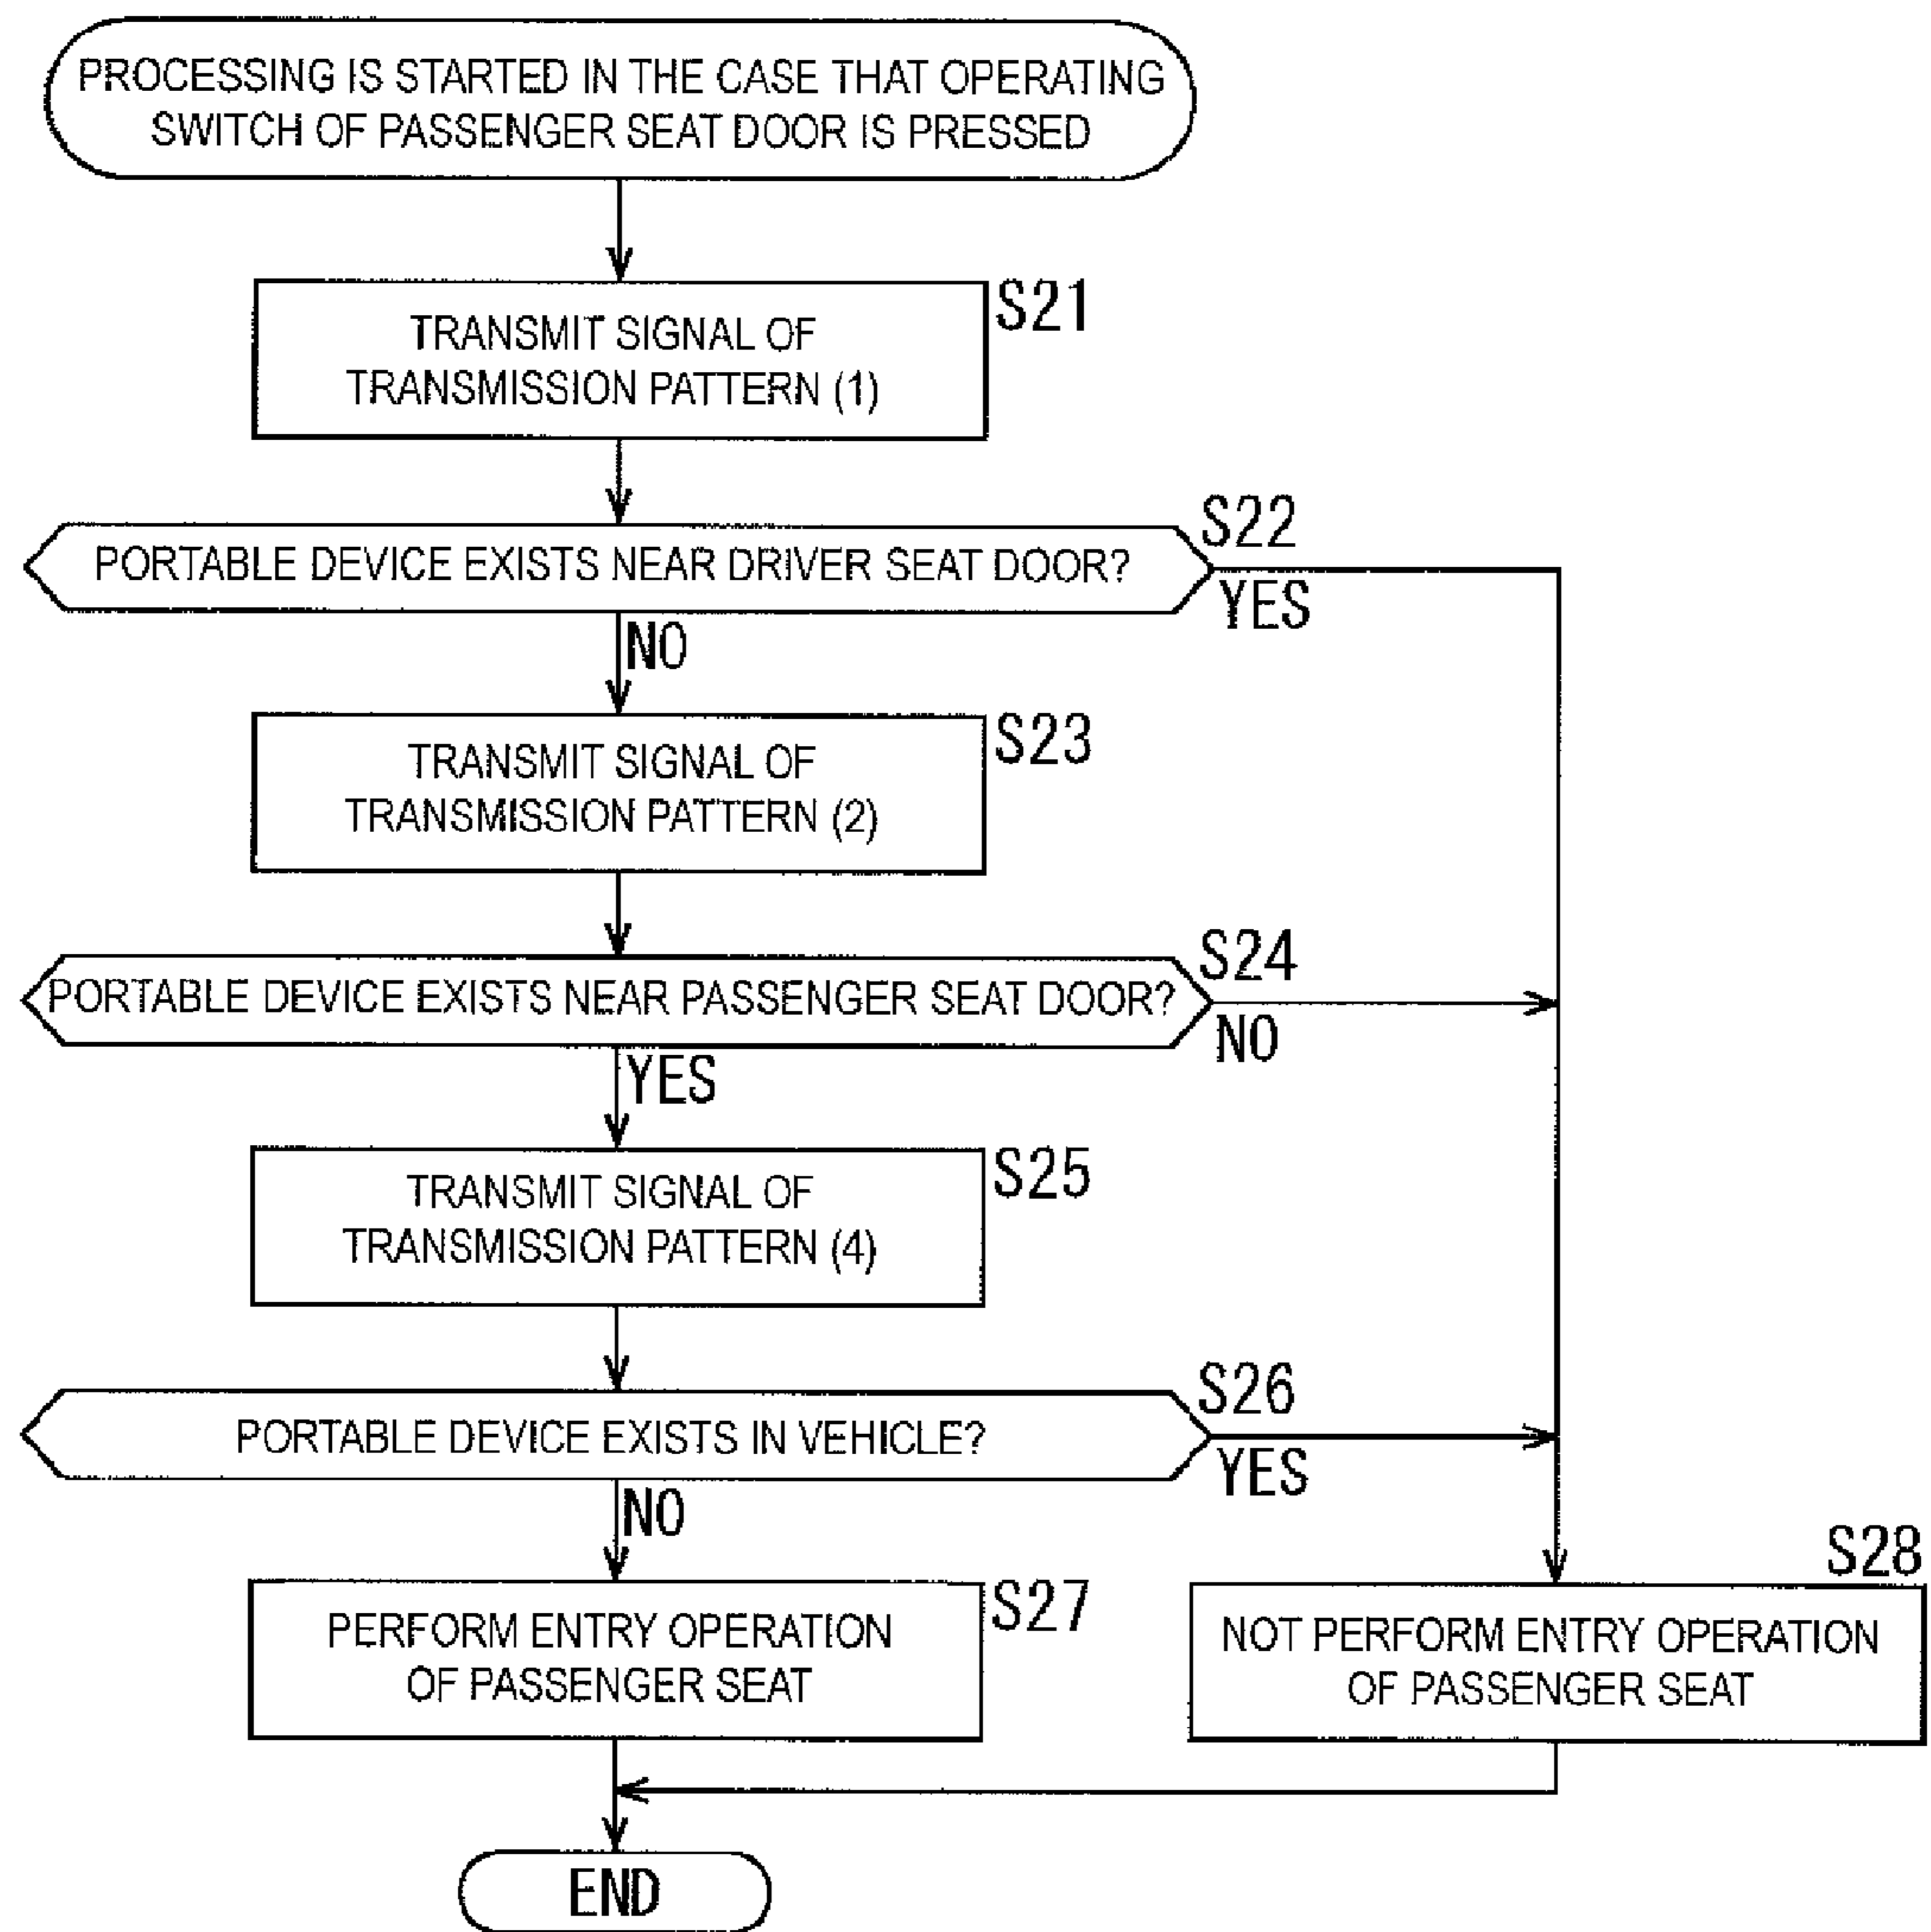 PROCESSING IS STARTED IN THE CASE THAT OPERATING
SWITCH OF PASSENGER SEAT DOOR IS PRESSED
S21
TRANSMIT SIGNAL OF
TRANSMISSION PATTERN (1)
S22
PORTABLE DEVICE EXISTS NEAR DRIVER SEAT DOOR?
YES
NO
S23
TRANSMIT SIGNAL OF
TRANSMISSION PATTERN (2)
S24
PORTABLE DEVICE EXISTS NEAR PASSENGER SEAT DOOR?
NO
YES
S25
TRANSMIT SIGNAL OF
TRANSMISSION PATTERN (4)
S26
PORTABLE DEVICE EXISTS IN VEHICLE?
YES
NO
S27
PERFORM ENTRY OPERATION
OF PASSENGER SEAT
S28
NOT PERFORM ENTRY OPERATION
OF PASSENGER SEAT
END